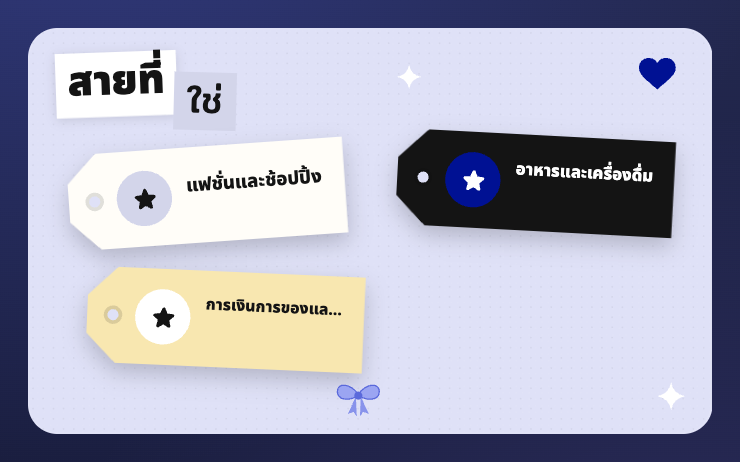 สายที่
ใช่
แฟชั่นและช้อปปิ้ง
อาหารและเครื่องดื่ม
การเงินการของแล...